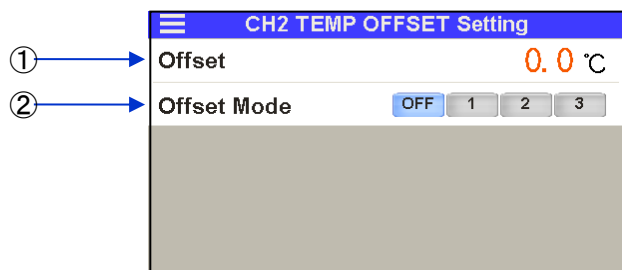 CH2 TEMP OFFSET Setting
① Offset 0.0 ℃
② Offset Mode OFF 1 2 3